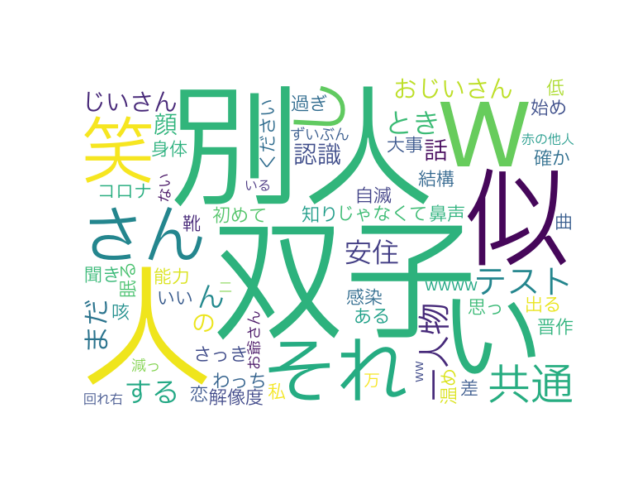 じいさん
別人
つ
w
おじいさん
低
始め
笑
顔
身体
ください
過ぎ
ずいぶん
認識
とき
大事
話
赤の他人
確か
コロナ
ない
いる
自滅
結構
似
さん
靴
初めて
知り
じゃなくて
鼻声
曲
双子
安住
い
聞き
眠る
能力
ニ
いい
ん
の
感染
ある
wwww
テスト
思っ
出る
晋作
まだ
咳
人
さっき
お爺さん
それ
一
人物
ww
温め
差
共通
減っ
わっち
する
恋
解像度
私
万
回れ右